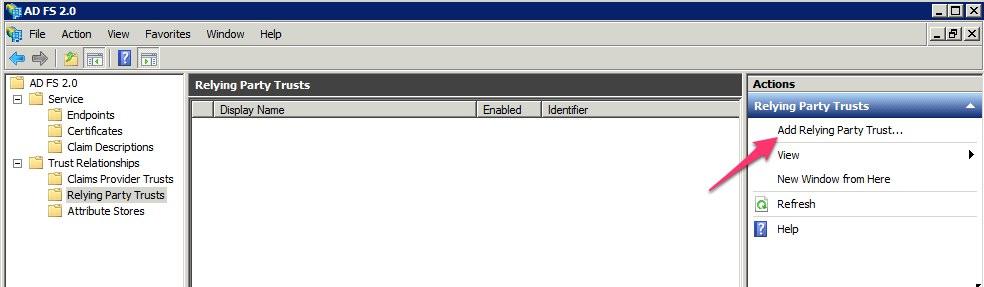 AD FS 2.0
File Action View Favorites Window Help
AD FS 2.0
Service
Endpoints
Certificates
Claim Descriptions
Trust Relationships
Claims Provider Trusts
Relying Party Trusts
Attribute Stores
Relying Party Trusts
Display Name Enabled Identifier
Actions
Relying Party Trusts
Add Relying Party Trust...
View
New Window from Here
Refresh
Help